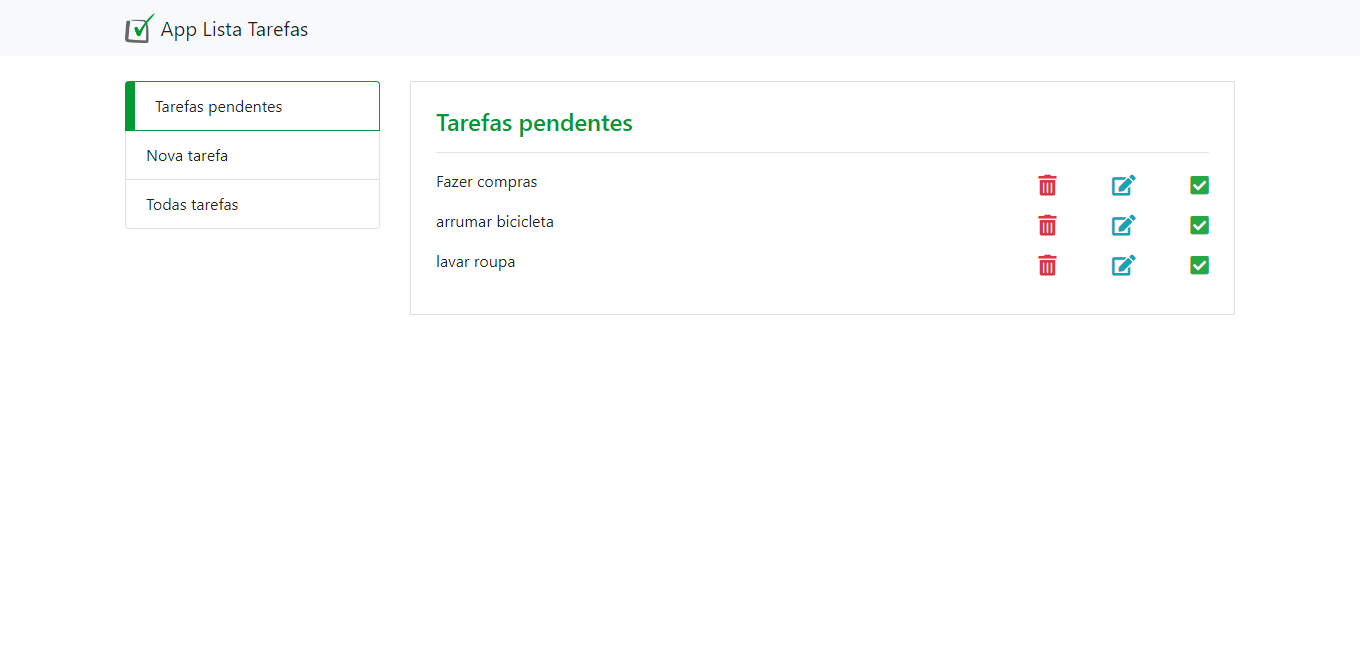 App Lista Tarefas
Tarefas pendentes
Nova tarefa
Todas tarefas
Tarefas pendentes
Fazer compras
arrumar bicicleta
lavar roupa